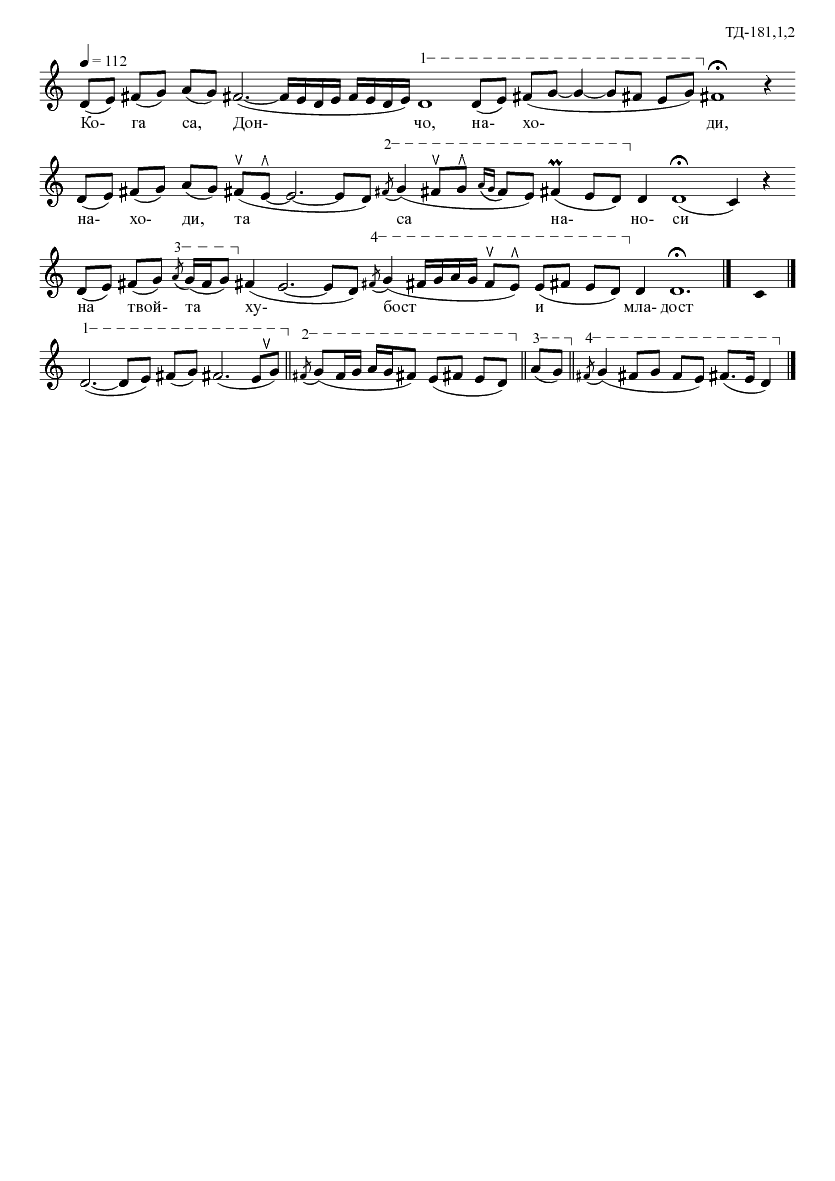 ТД-181,1,2
= 112
1
Ко- га са, Дон- чо, на- хо- ди,
2
на- хо- ди, та са на- но- си
3 4
на твой- та ху- бост и мла- дост
1 2 3 4